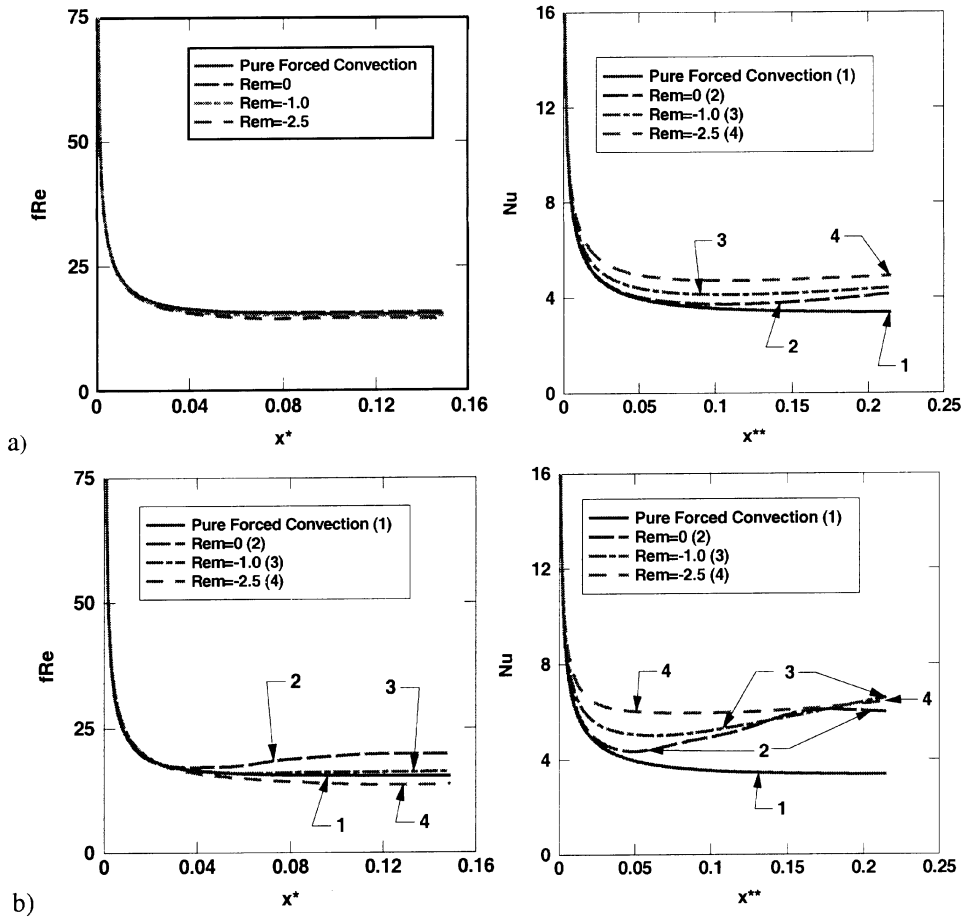 75
50
25
0
fRe
Pure Forced Convection
Rem=0
Rem=-1.0
Rem=-2.5
0
0.04
0.08
0.12
0.16
x*
a)
16
12
8
4
0
Nu
Pure Forced Convection (1)
Rem=0 (2)
Rem=-1.0 (3)
Rem=-2.5 (4)
3
4
2
1
0
0.05
0.1
0.15
0.2
0.25
x**
75
50
25
0
fRe
Pure Forced Convection (1)
Rem=0 (2)
Rem=-1.0 (3)
Rem=-2.5 (4)
2
3
1
4
0
0.04
0.08
0.12
0.16
x*
b)
16
12
8
4
0
Nu
Pure Forced Convection (1)
Rem=0 (2)
Rem=-1.0 (3)
Rem=-2.5 (4)
4
3
4
2
1
0
0.05
0.1
0.15
0.2
0.25
x**